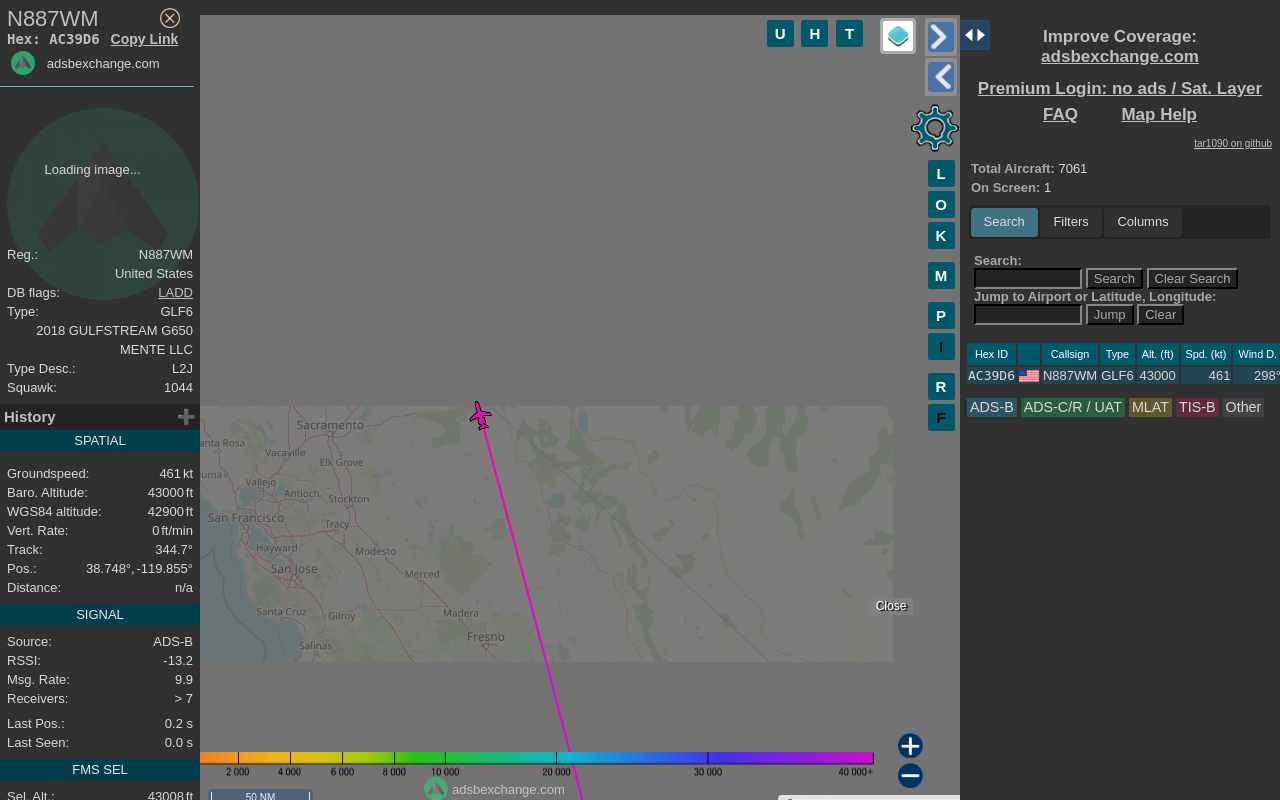 N887WM
Hex: AC39D6 Copy Link
adsbexchange.com
Loading image...
Reg.: N887WM
United States
DB flags: LADD
Type: GLF6
2018 GULFSTREAM G650
MENTE LLC
Type Desc.: L2J
Squawk: 1044
History
SPATIAL
Groundspeed: 461 kt
Baro. Altitude: 43000 ft
WGS84 altitude: 42900 ft
Vert. Rate: 0 ft/min
Track: 344.7°
Pos.: 38.748°, -119.855°
Distance: n/a
SIGNAL
Source: ADS-B
RSSI: -13.2
Msg. Rate: 9.9
Receivers: > 7
Last Pos.: 0.2 s
Last Seen: 0.0 s
FMS SEL
Sel. Alt.: 43008 ft
U H T
L
O
K
M
P
I
R
F
Sacramento
anta Rosa
Vacaville
Elk Grove
uma
Vallejo
Antioch
Stockton
San Francisco
Tracy
Hayward
Modesto
San Jose
Merced
Santa Cruz
Gilroy
Madera
Fresno
Salinas
Close
2 000 4 000 6 000 8 000 10 000 20 000 30 000 40 000+
adsbexchange.com
50 NM
Improve Coverage:
adsbexchange.com
Premium Login: no ads / Sat. Layer
FAQ Map Help
tar1090 on github
Total Aircraft: 7061
On Screen: 1
Search Filters Columns
Search:
Search Clear Search
Jump to Airport or Latitude, Longitude:
Jump Clear
Hex ID Callsign Type Alt. (ft) Spd. (kt) Wind D.
AC39D6 N887WM GLF6 43000 461 298°
ADS-B ADS-C/R / UAT MLAT TIS-B Other